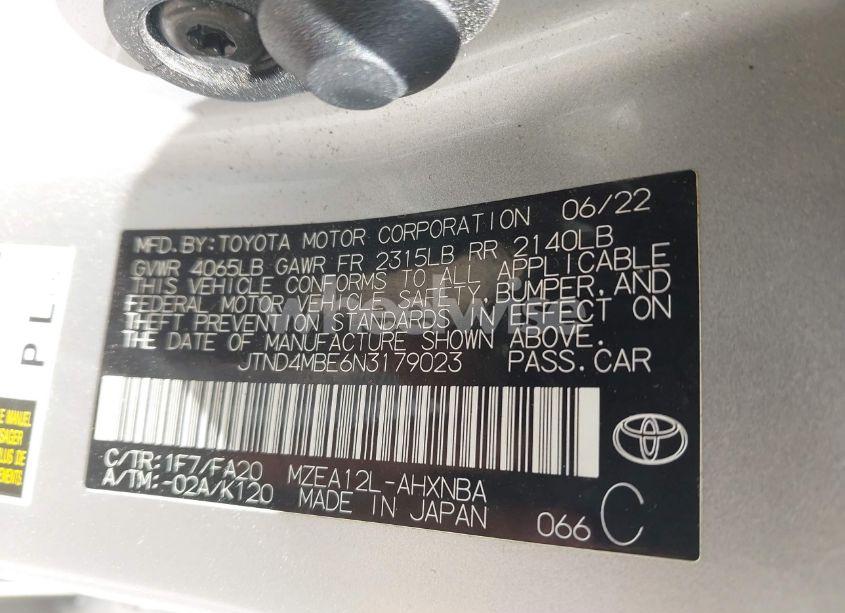 MFD.BY:TOYOTA MOTOR CORPORATION 06/22
GVWR 4065LB GAWR FR 2315LB RR 2140LB
THIS VEHICLE CONFORMS TO ALL APPLICABLE
FEDERAL MOTOR VEHICLE SAFETY, BUMPER,AND
THEFT PREVENTION STANDARDS IN EFFECT ON
THE DATE OF MANUFACTURE SHOWN ABOVE.
JTND4MBE6N3179023 PASS.CAR
C/TR:1F7/FA20 MZEA12L-AHXNBA
A/TM:-02A/K120 MADE IN JAPAN
066 C
PL
MANUEL